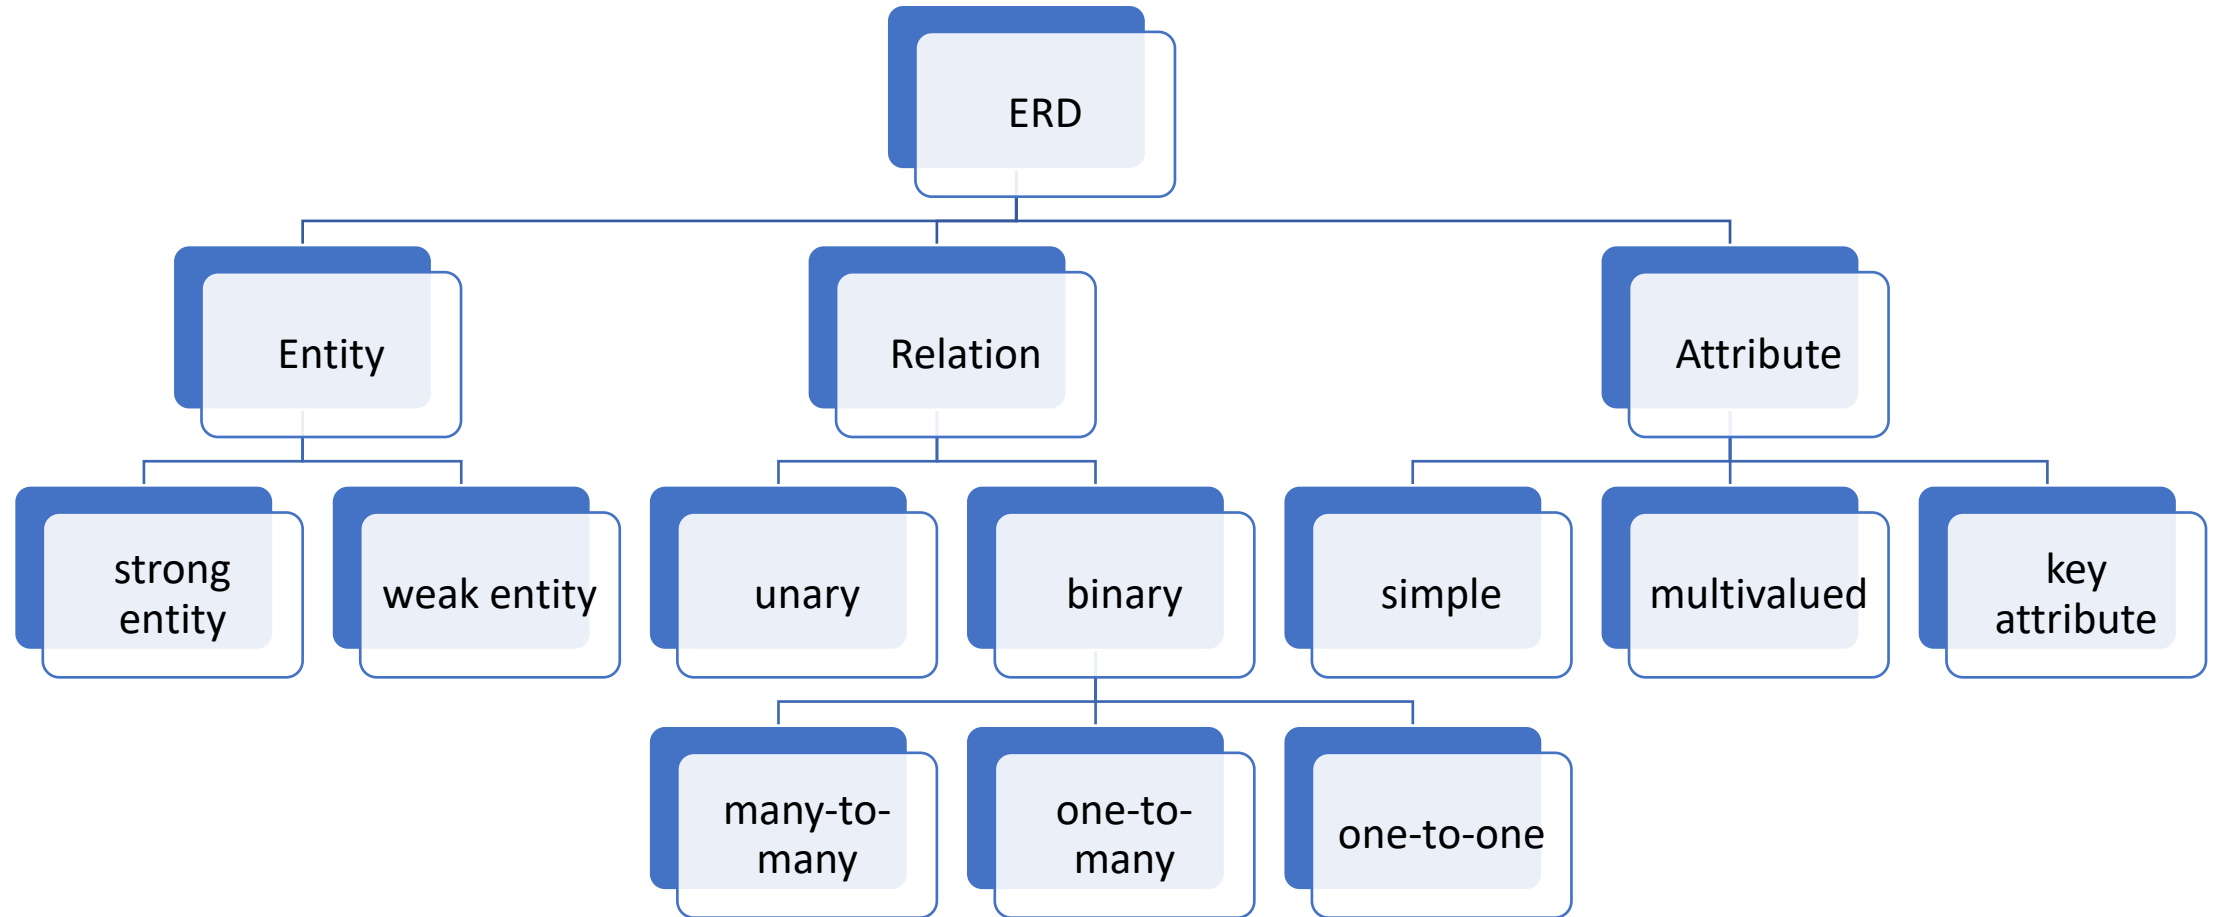 ERD
Entity
Relation
Attribute
strong
entity
weak entity
unary
binary
simple
multivalued
key
attribute
many-to-
many
one-to-
many
one-to-one